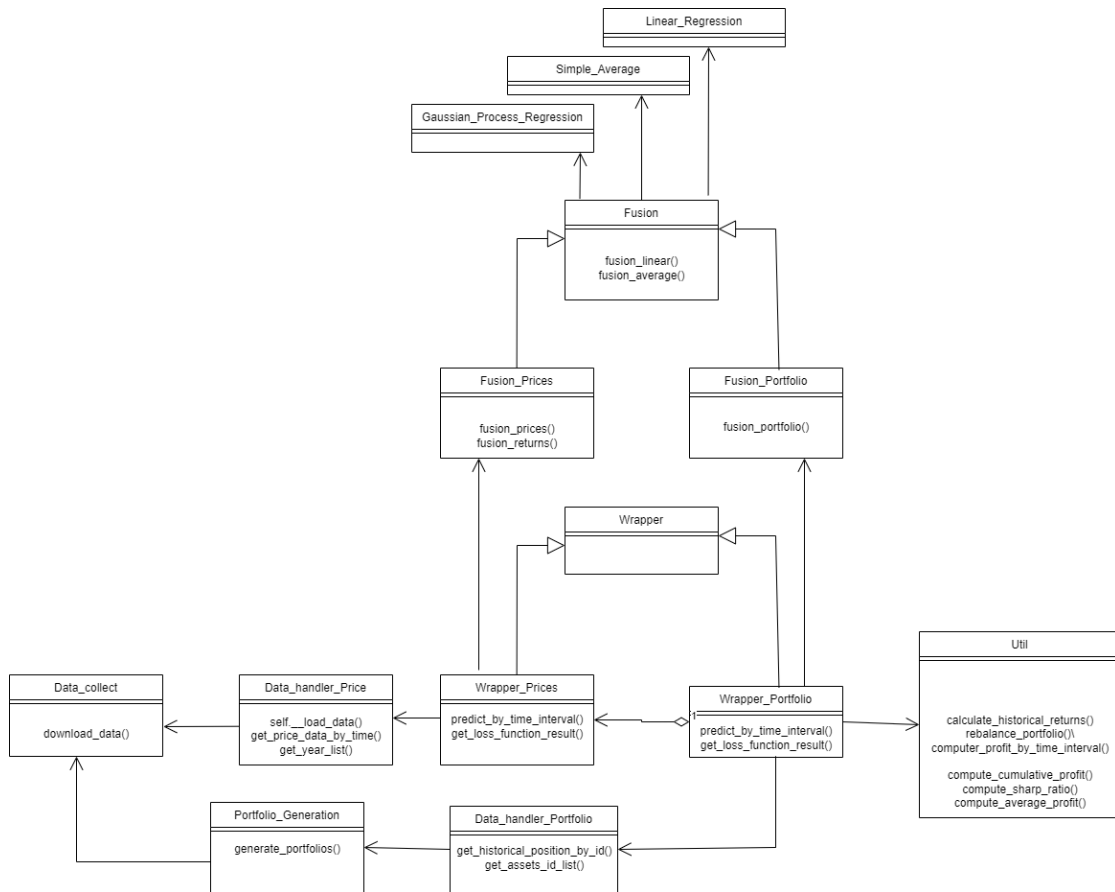 Linear_Regression
Simple_Average
Gaussian_Process_Regression
Fusion
fusion_linear()
fusion_average()
Fusion_Prices
fusion_prices()
fusion_returns()
Fusion_Portfolio
fusion_portfolio()
Wrapper
Data_collect
download_data()
Data_handler_Price
self.__load_data()
get_price_data_by_time()
get_year_list()
Wrapper_Prices
predict_by_time_interval()
get_loss_function_result()
Wrapper_Portfolio
1
predict_by_time_interval()
get_loss_function_result()
Util
calculate_historical_returns()
rebalance_portfolio()\
computer_profit_by_time_interval()
compute_cumulative_profit()
compute_sharp_ratio()
compute_average_profit()
Portfolio_Generation
generate_portfolios()
Data_handler_Portfolio
get_historical_position_by_id()
get_assets_id_list()